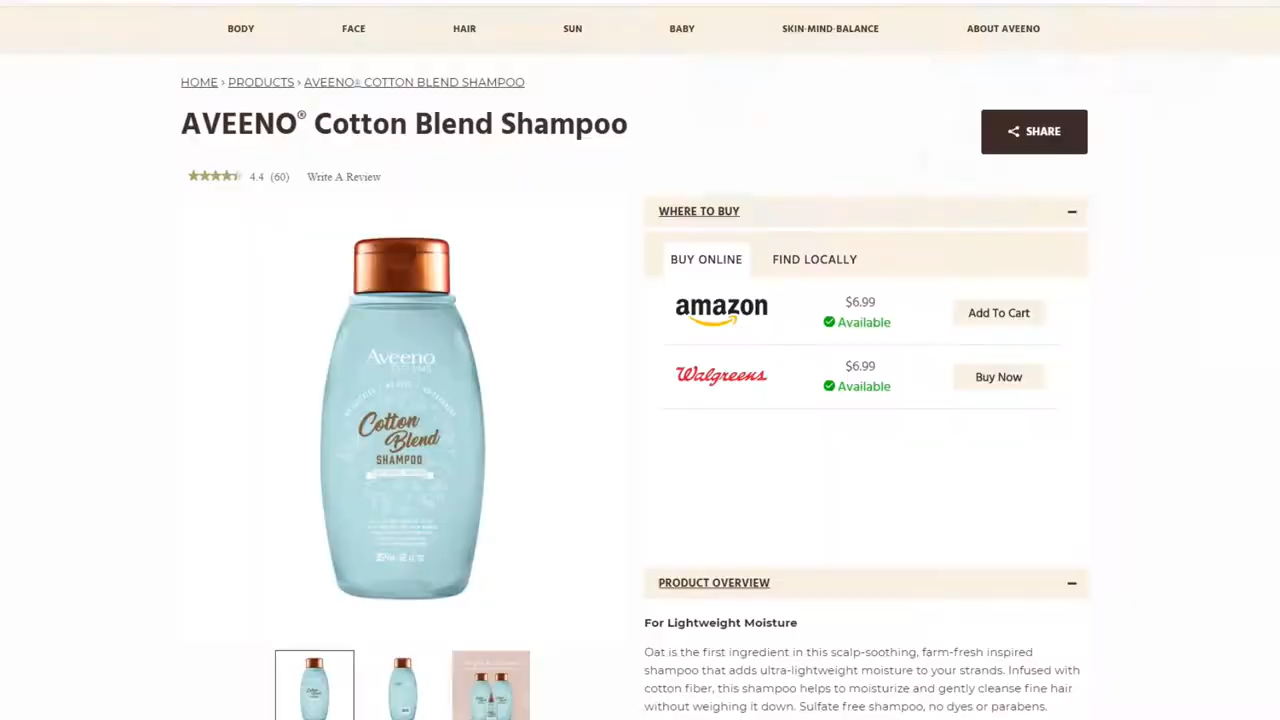 BODY FACE HAIR SUN BABY SKIN-MIND-BALANCE ABOUT AVEENO
HOME › PRODUCTS › AVEENO® COTTON BLEND SHAMPOO
AVEENO® Cotton Blend Shampoo
SHARE
4.4 (60) Write A Review
WHERE TO BUY
BUY ONLINE FIND LOCALLY
amazon $6.99 Available Add To Cart
Walgreens $6.99 Available Buy Now
Aveeno
Cotton
Blend
SHAMPOO
PRODUCT OVERVIEW
For Lightweight Moisture
Oat is the first ingredient in this scalp-soothing, farm-fresh inspired
shampoo that adds ultra-lightweight moisture to your strands. Infused with
cotton fiber, this shampoo helps to moisturize and gently cleanse fine hair
without weighing it down. Sulfate free shampoo, no dyes or parabens.